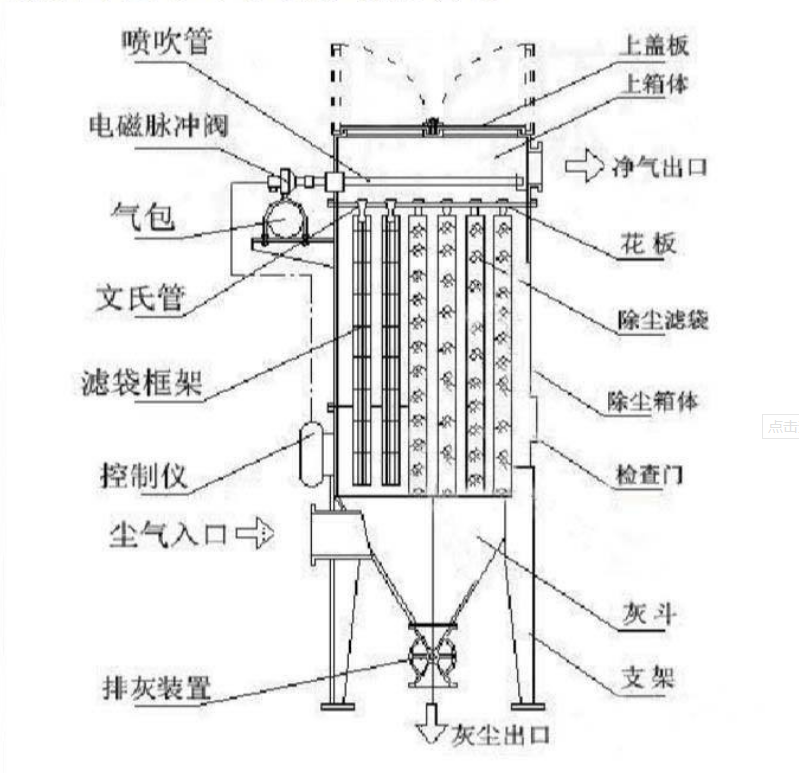 喷吹管
上盖板
上箱体
电磁脉冲阀
净气出口
气包
花板
文氏管
除尘滤袋
滤袋框架
除尘箱体
点击
控制仪
检查门
尘气入口
灰斗
排灰装置
支架
灰尘出口